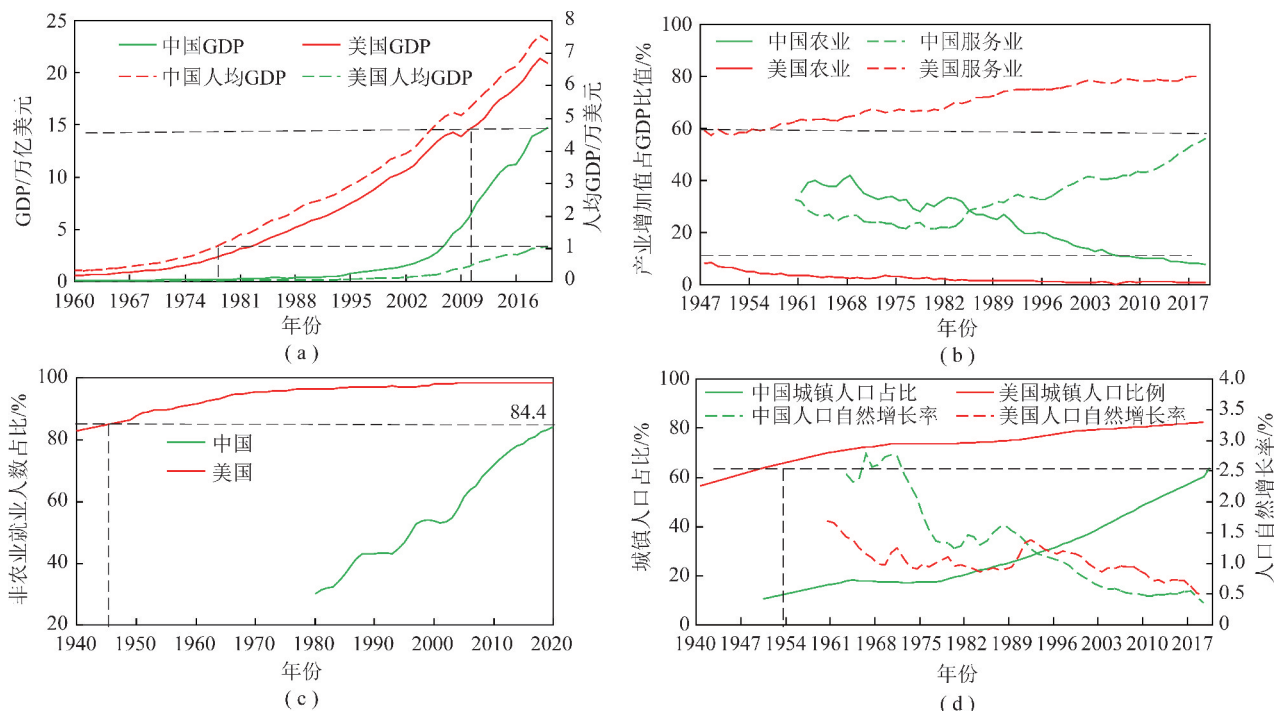 中国GDP 美国GDP
中国人均GDP 美国人均GDP
GDP/万亿美元
人均GDP/万美元
25
20
15
10
5
0
8
7
6
5
4
3
2
1
0
1960 1967 1974 1981 1988 1995 2002 2009 2016
年份
(a)
中国农业 中国服务业
美国农业 美国服务业
产业增加值占GDP比值/%
100
80
60
40
20
0
1947 1954 1961 1968 1975 1982 1989 1996 2003 2010 2017
年份
(b)
非农业就业人数占比/%
100
80
60
40
20
84.4
中国
美国
1940 1950 1960 1970 1980 1990 2000 2010 2020
年份
(c)
中国城镇人口占比 美国城镇人口比例
中国人口自然增长率 美国人口自然增长率
城镇人口占比/%
人口自然增长率/%
100
80
60
40
20
0
4.0
3.5
3.0
2.5
2.0
1.5
1.0
0.5
0
1940 1947 1954 1961 1968 1975 1982 1989 1996 2003 2010 2017
年份
(d)